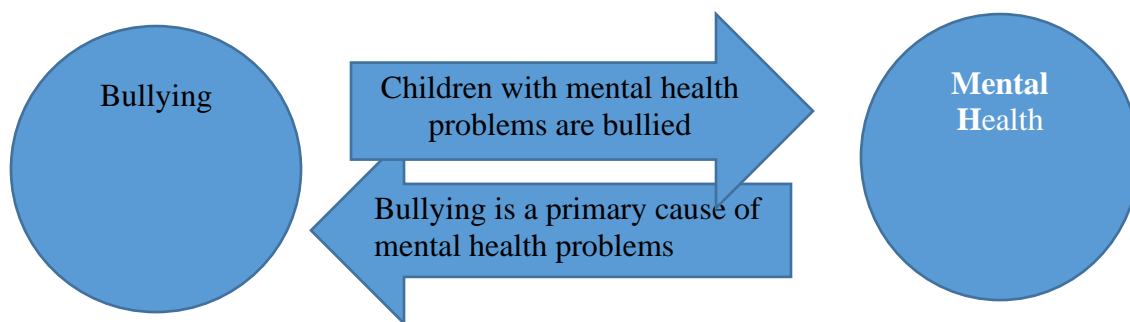 Bullying
Children with mental health
problems are bullied
Bullying is a primary cause of
mental health problems
Mental
Health